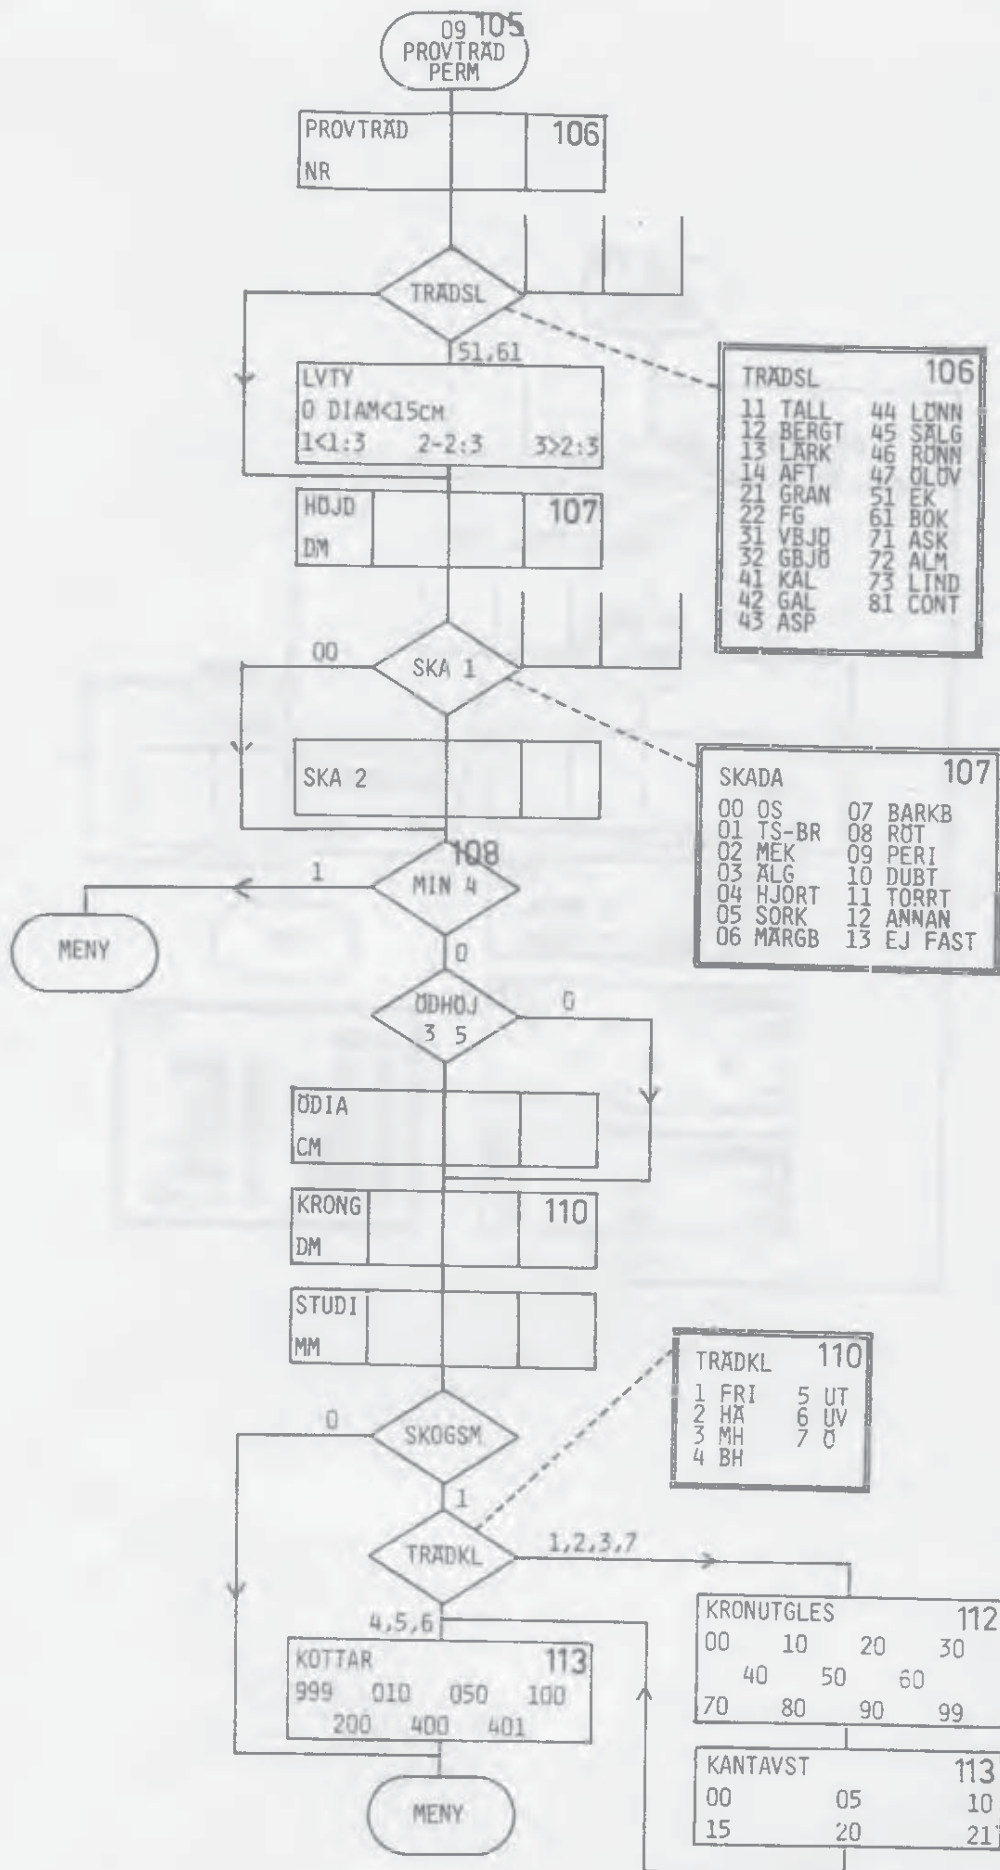 09 105
PROVTRÄD
PERM
PROVTRÄD 106
NR
TRÄDSL
51,61
LVTY
0 DIAM<15CM
1<1:3 2-2:3 3>2:3
TRÄDSL 106
11 TALL 44 LÖNN
12 BERGT 45 SÄLG
13 LÄRK 46 RÖNN
14 AFT 47 ÖLÖV
21 GRAN 51 EK
22 FG 61 BOK
31 VBJÖ 71 ASK
32 GBJÖ 72 ALM
41 KAL 73 LIND
42 GAL 81 CONT
43 ASP
HÖJD 107
DM
00
SKA 1
SKA 2
SKADA 107
00 OS 07 BARKB
01 TS-BR 08 RÖT
02 MEK 09 PERI
03 ÄLG 10 DUBT
04 HJORT 11 TORRT
05 SORK 12 ANNAN
06 MÄRGB 13 EJ FAST
108
1 MIN 4
MENY
0
ÖDHÖJ 0
3 5
ÖDIA
CM
KRONG 110
DM
STUDI
MM
TRÄDKL 110
1 FRI 5 UT
2 HÄ 6 UV
3 MH 7 Ö
4 BH
0 SKOGSM
1
TRÄDKL 1,2,3,7
4,5,6
KRONUTGLES 112
00 10 20 30
40 50 60
70 80 90 99
KOTTAR 113
999 010 050 100
200 400 401
KANTAVST 113
00 05 10
15 20 21
MENY